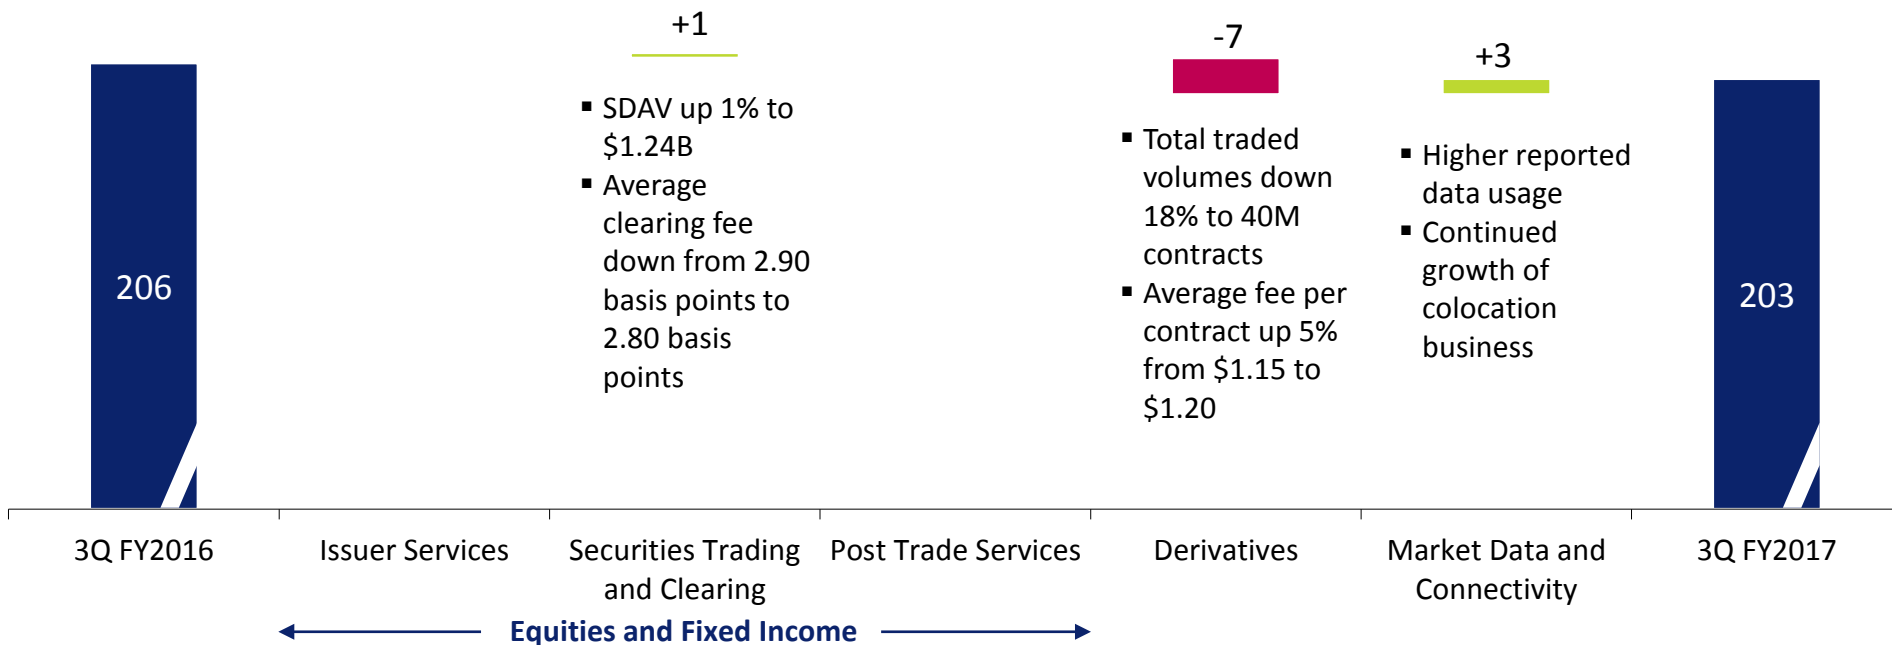 +1
-7
+3
206
▪ SDAV up 1% to
$1.24B
▪ Average
clearing fee
down from 2.90
basis points to
2.80 basis
points
▪ Total traded
volumes down
18% to 40M
contracts
▪ Average fee per
contract up 5%
from $1.15 to
$1.20
▪ Higher reported
data usage
▪ Continued
growth of
colocation
business
203
3Q FY2016
Issuer Services
Securities Trading
and Clearing
Post Trade Services
Derivatives
Market Data and
Connectivity
3Q FY2017
Equities and Fixed Income